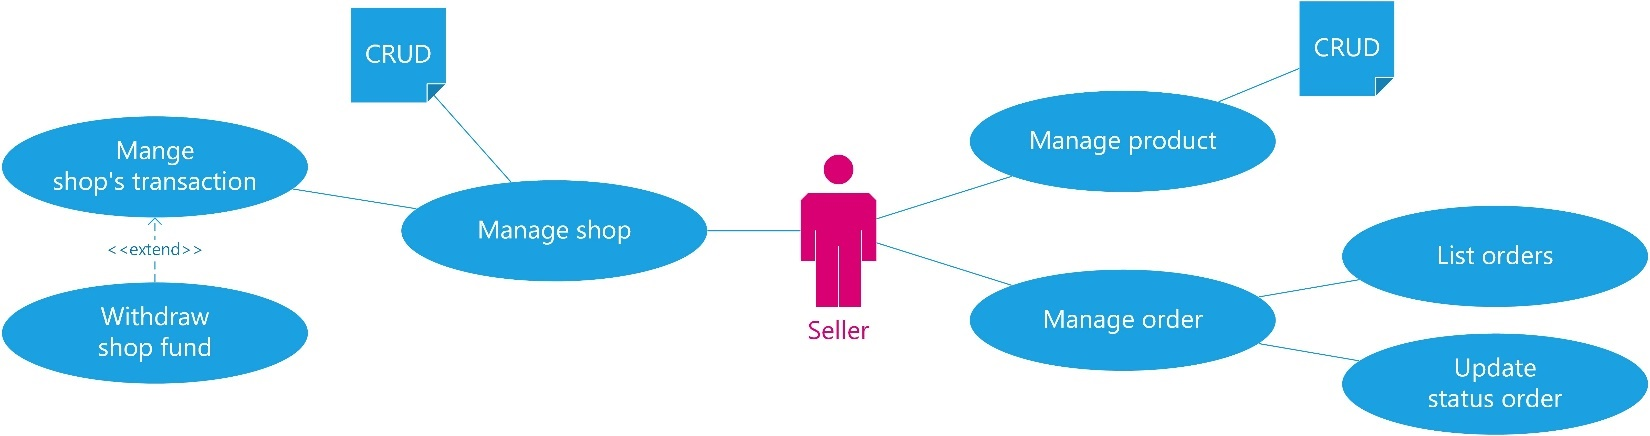 CRUD
CRUD
Mange
shop's transaction
Manage product
Manage shop
<<extend>>
List orders
Withdraw
shop fund
Seller
Manage order
Update
status order